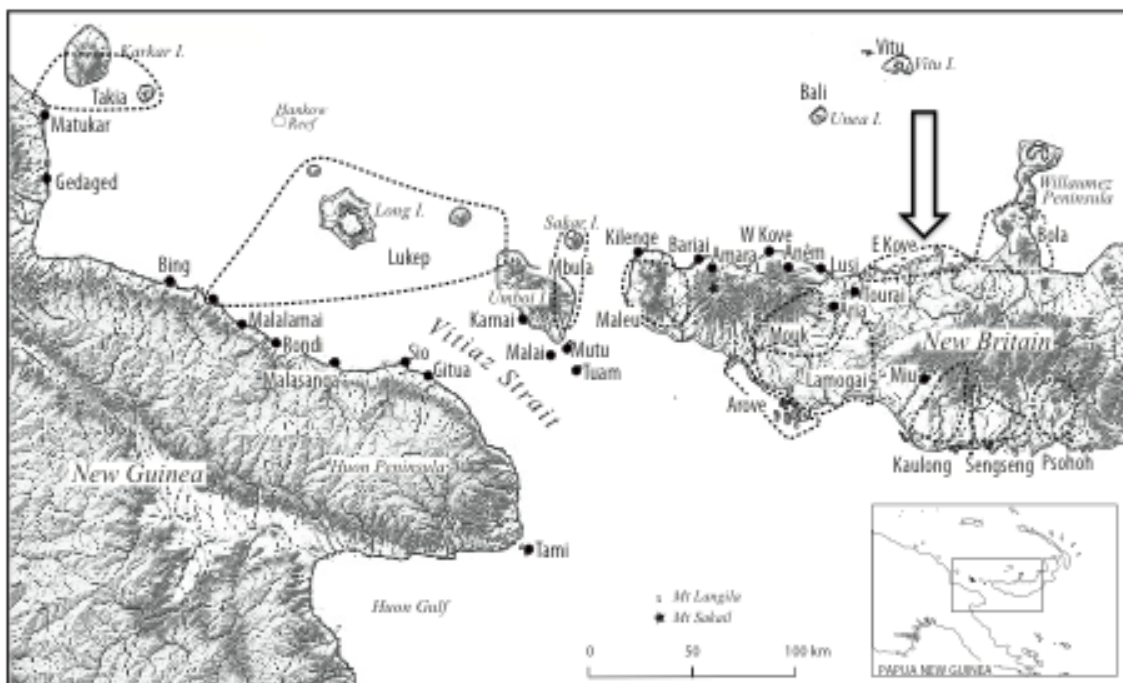 Karkar I.
Takia
Matukar
Gedaged
Hankow
Reef
Long I.
Lukep
Bing
Malalamai
Malasanga
Sio
Gitua
Vitiaz Strait
New Guinea
Huon Peninsula
Huon Gulf
Tami
Sakar I.
Mbula
Umboi I.
Kamai
Malai
Mutu
Tuam
Kilenge
Maleu
Bariai
Amara
W Kove
Anêm
Lusi
E Kove
Tourai
Aria
Mouk
Lamogai
Arove
Vitu
Vitu I.
Bali
Unea I.
Willaumez
Peninsula
Bola
New Britain
Miu
Kaulong
Sengseng
Psohoh
Mt Langila
Mt Sakail
0
50
100 km
PAPUA NEW GUINEA